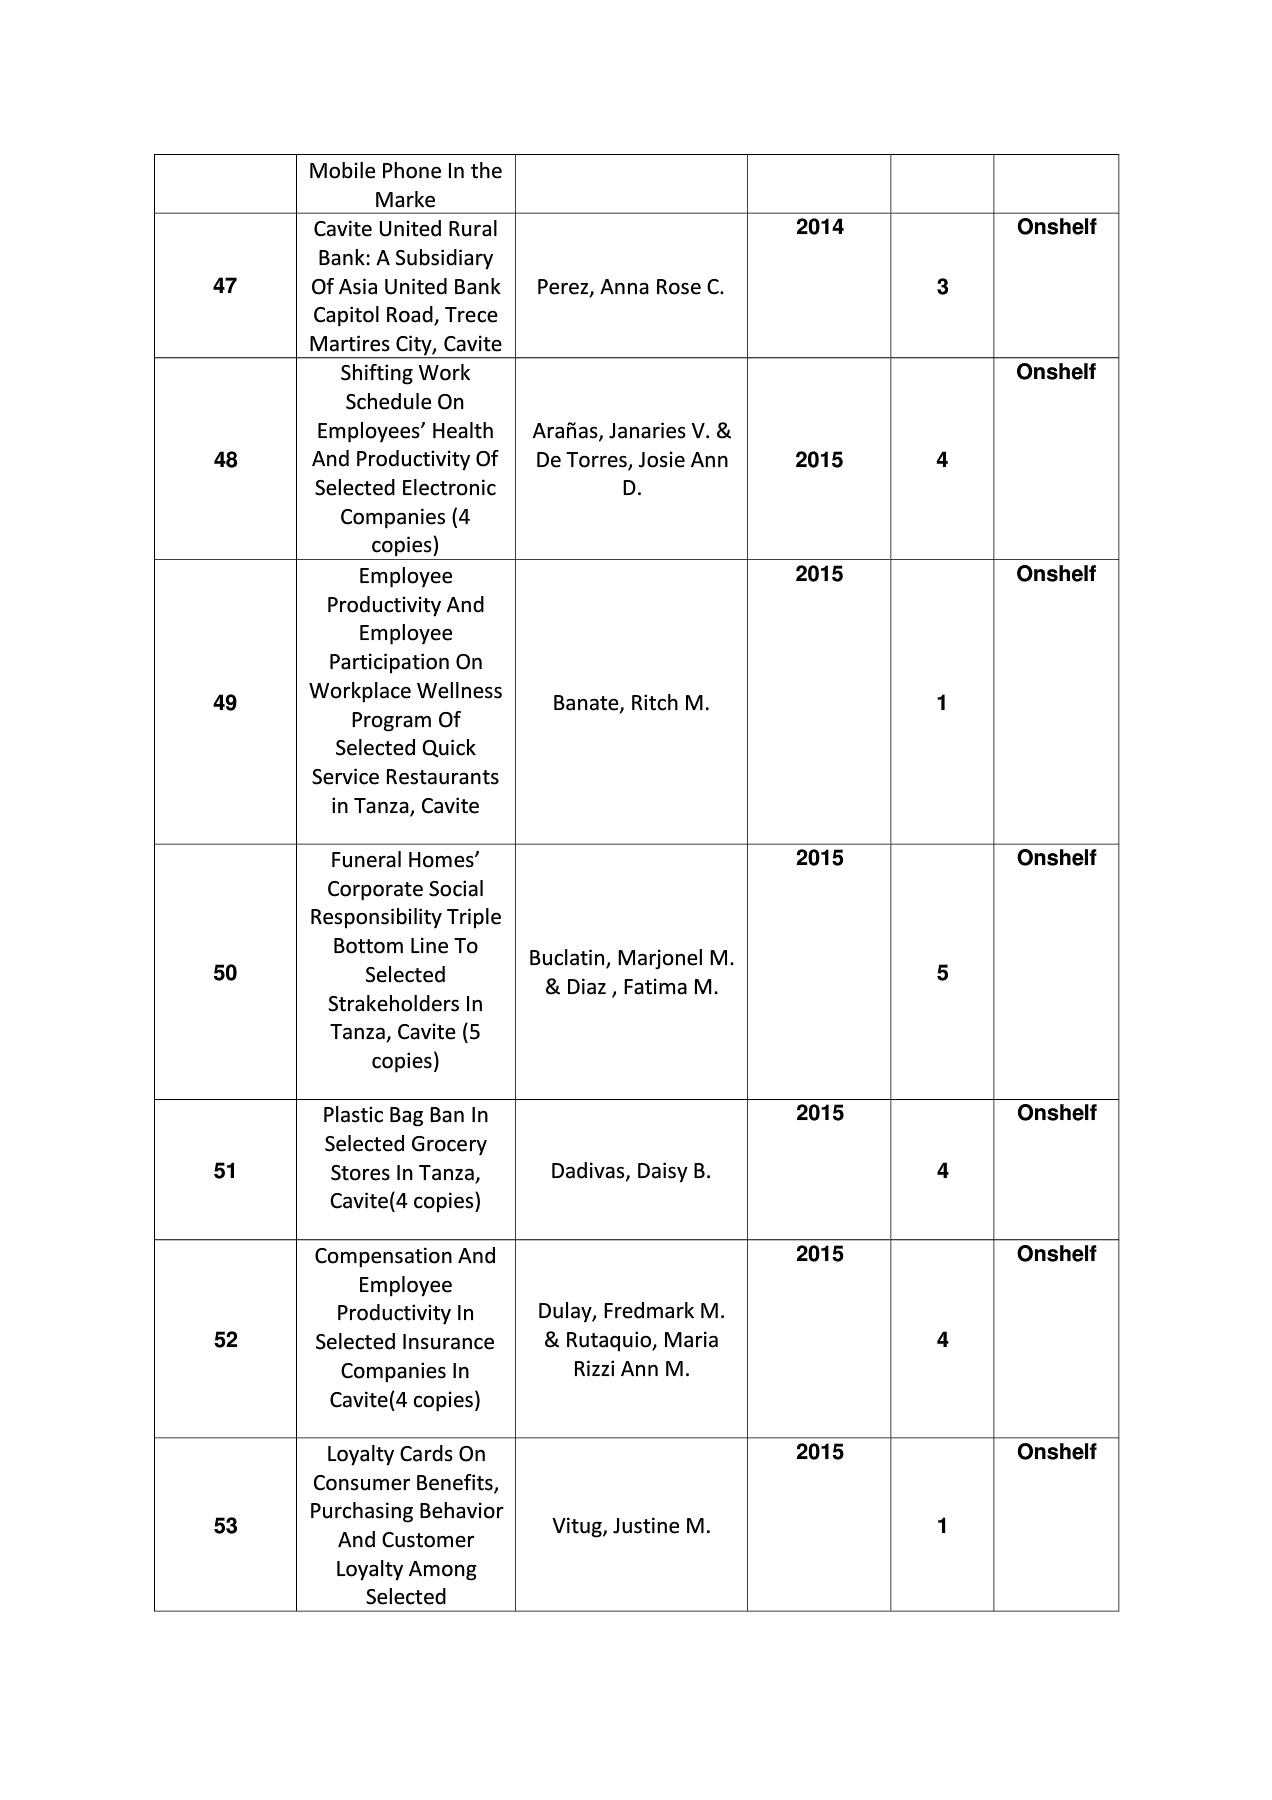 Mobile Phone In the
Marke
47
Cavite United Rural
Bank: A Subsidiary
Of Asia United Bank
Capitol Road, Trece
Martires City, Cavite
Perez, Anna Rose C.
2014
3
Onshelf
48
Shifting Work
Schedule On
Employees’ Health
And Productivity Of
Selected Electronic
Companies (4
copies)
Arañas, Janaries V. &
De Torres, Josie Ann
D.
2015
4
Onshelf
49
Employee
Productivity And
Employee
Participation On
Workplace Wellness
Program Of
Selected Quick
Service Restaurants
in Tanza, Cavite
Banate, Ritch M.
2015
1
Onshelf
50
Funeral Homes’
Corporate Social
Responsibility Triple
Bottom Line To
Selected
Strakeholders In
Tanza, Cavite (5
copies)
Buclatin, Marjonel M.
& Diaz , Fatima M.
2015
5
Onshelf
51
Plastic Bag Ban In
Selected Grocery
Stores In Tanza,
Cavite(4 copies)
Dadivas, Daisy B.
2015
4
Onshelf
52
Compensation And
Employee
Productivity In
Selected Insurance
Companies In
Cavite(4 copies)
Dulay, Fredmark M.
& Rutaquio, Maria
Rizzi Ann M.
2015
4
Onshelf
53
Loyalty Cards On
Consumer Benefits,
Purchasing Behavior
And Customer
Loyalty Among
Selected
Vitug, Justine M.
2015
1
Onshelf